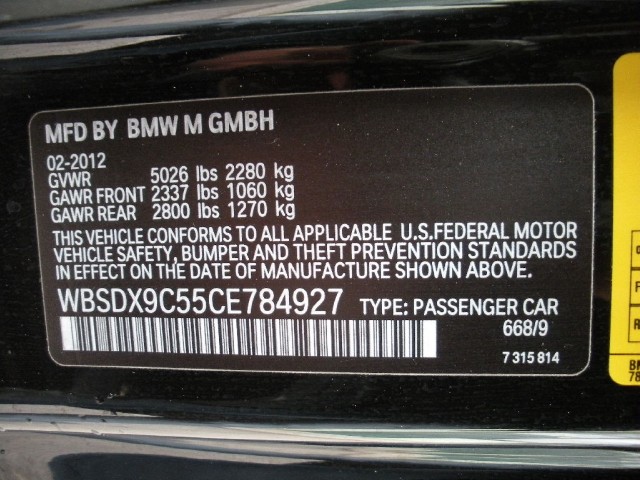 MFD BY BMW M GMBH
02-2012
GVWR 5026 lbs 2280 kg
GAWR FRONT 2337 lbs 1060 kg
GAWR REAR 2800 lbs 1270 kg
THIS VEHICLE CONFORMS TO ALL APPLICABLE U.S.FEDERAL MOTOR
VEHICLE SAFETY, BUMPER AND THEFT PREVENTION STANDARDS
IN EFFECT ON THE DATE OF MANUFACTURE SHOWN ABOVE.
WBSDX9C55CE784927 TYPE: PASSENGER CAR
668/9
7 315 814